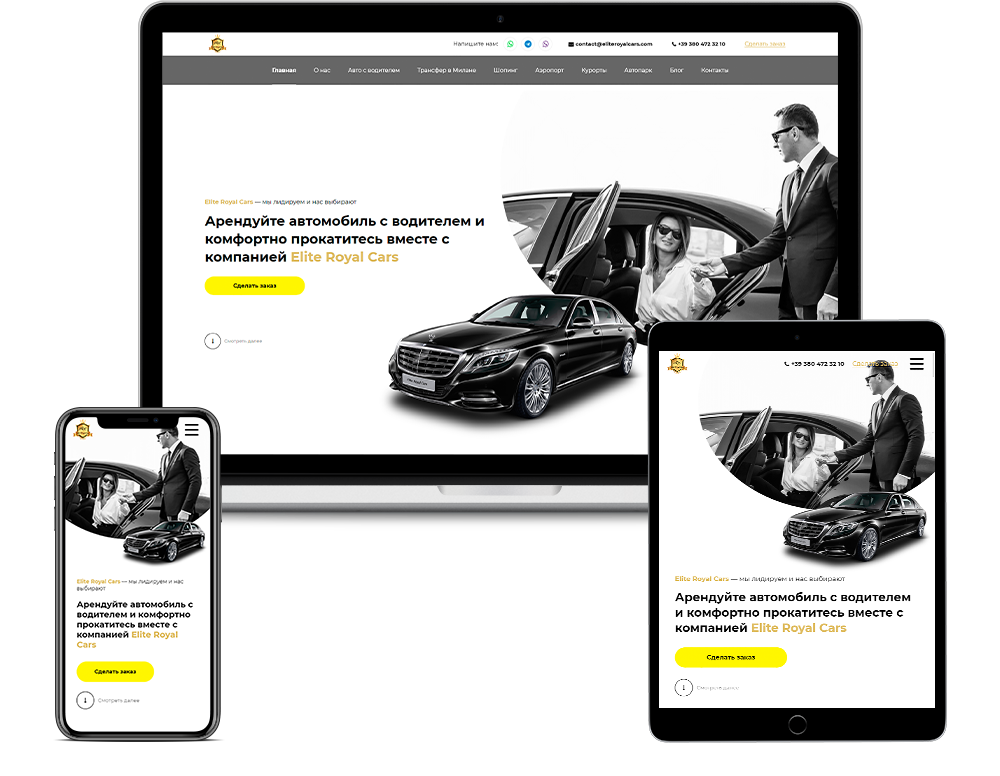 Напишите нам:
contact@eliteroyalcars.com
+39 380 472 32 10
Сделать заказ
Главная
О нас
Авто с водителем
Трансфер в Милане
Шопинг
Аэропорт
Курорты
Автопарк
Блог
Контакты
Elite Royal Cars — мы лидируем и нас выбирают
Арендуйте автомобиль с водителем и
комфортно прокатитесь вместе с
компанией Elite Royal Cars
Сделать заказ
Смотреть далее
Elite Royal Cars
Elite Royal Cars — мы лидируем и нас
выбирают
Арендуйте автомобиль с
водителем и комфортно
прокатитесь вместе с
компанией Elite Royal
Cars
Сделать заказ
Смотреть далее
+39 380 472 32 10
Сделать заказ
Elite Royal Cars — мы лидируем и нас выбирают
Арендуйте автомобиль с водителем
и комфортно прокатитесь вместе с
компанией Elite Royal Cars
Сделать заказ
Смотреть далее